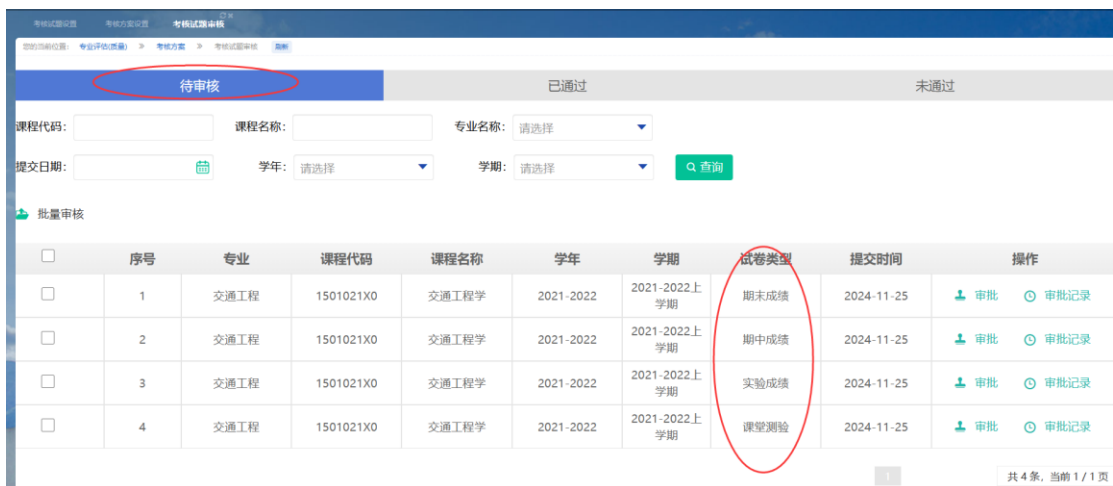 考核试题设置 考核方案设置 考核试题审核
您的当前位置: 专业评估(质量) » 考核方案 » 考核试题审核 刷新
待审核 已通过 未通过
课程代码: 课程名称: 专业名称: 请选择
提交日期: 学年: 请选择 学期: 请选择 查询
批量审核
序号 专业 课程代码 课程名称 学年 学期 试卷类型 提交时间 操作
1 交通工程 1501021X0 交通工程学 2021-2022 2021-2022上学期 期末成绩 2024-11-25 审批 审批记录
2 交通工程 1501021X0 交通工程学 2021-2022 2021-2022上学期 期中成绩 2024-11-25 审批 审批记录
3 交通工程 1501021X0 交通工程学 2021-2022 2021-2022上学期 实验成绩 2024-11-25 审批 审批记录
4 交通工程 1501021X0 交通工程学 2021-2022 2021-2022上学期 课堂测验 2024-11-25 审批 审批记录
1 共4条, 当前1/1页